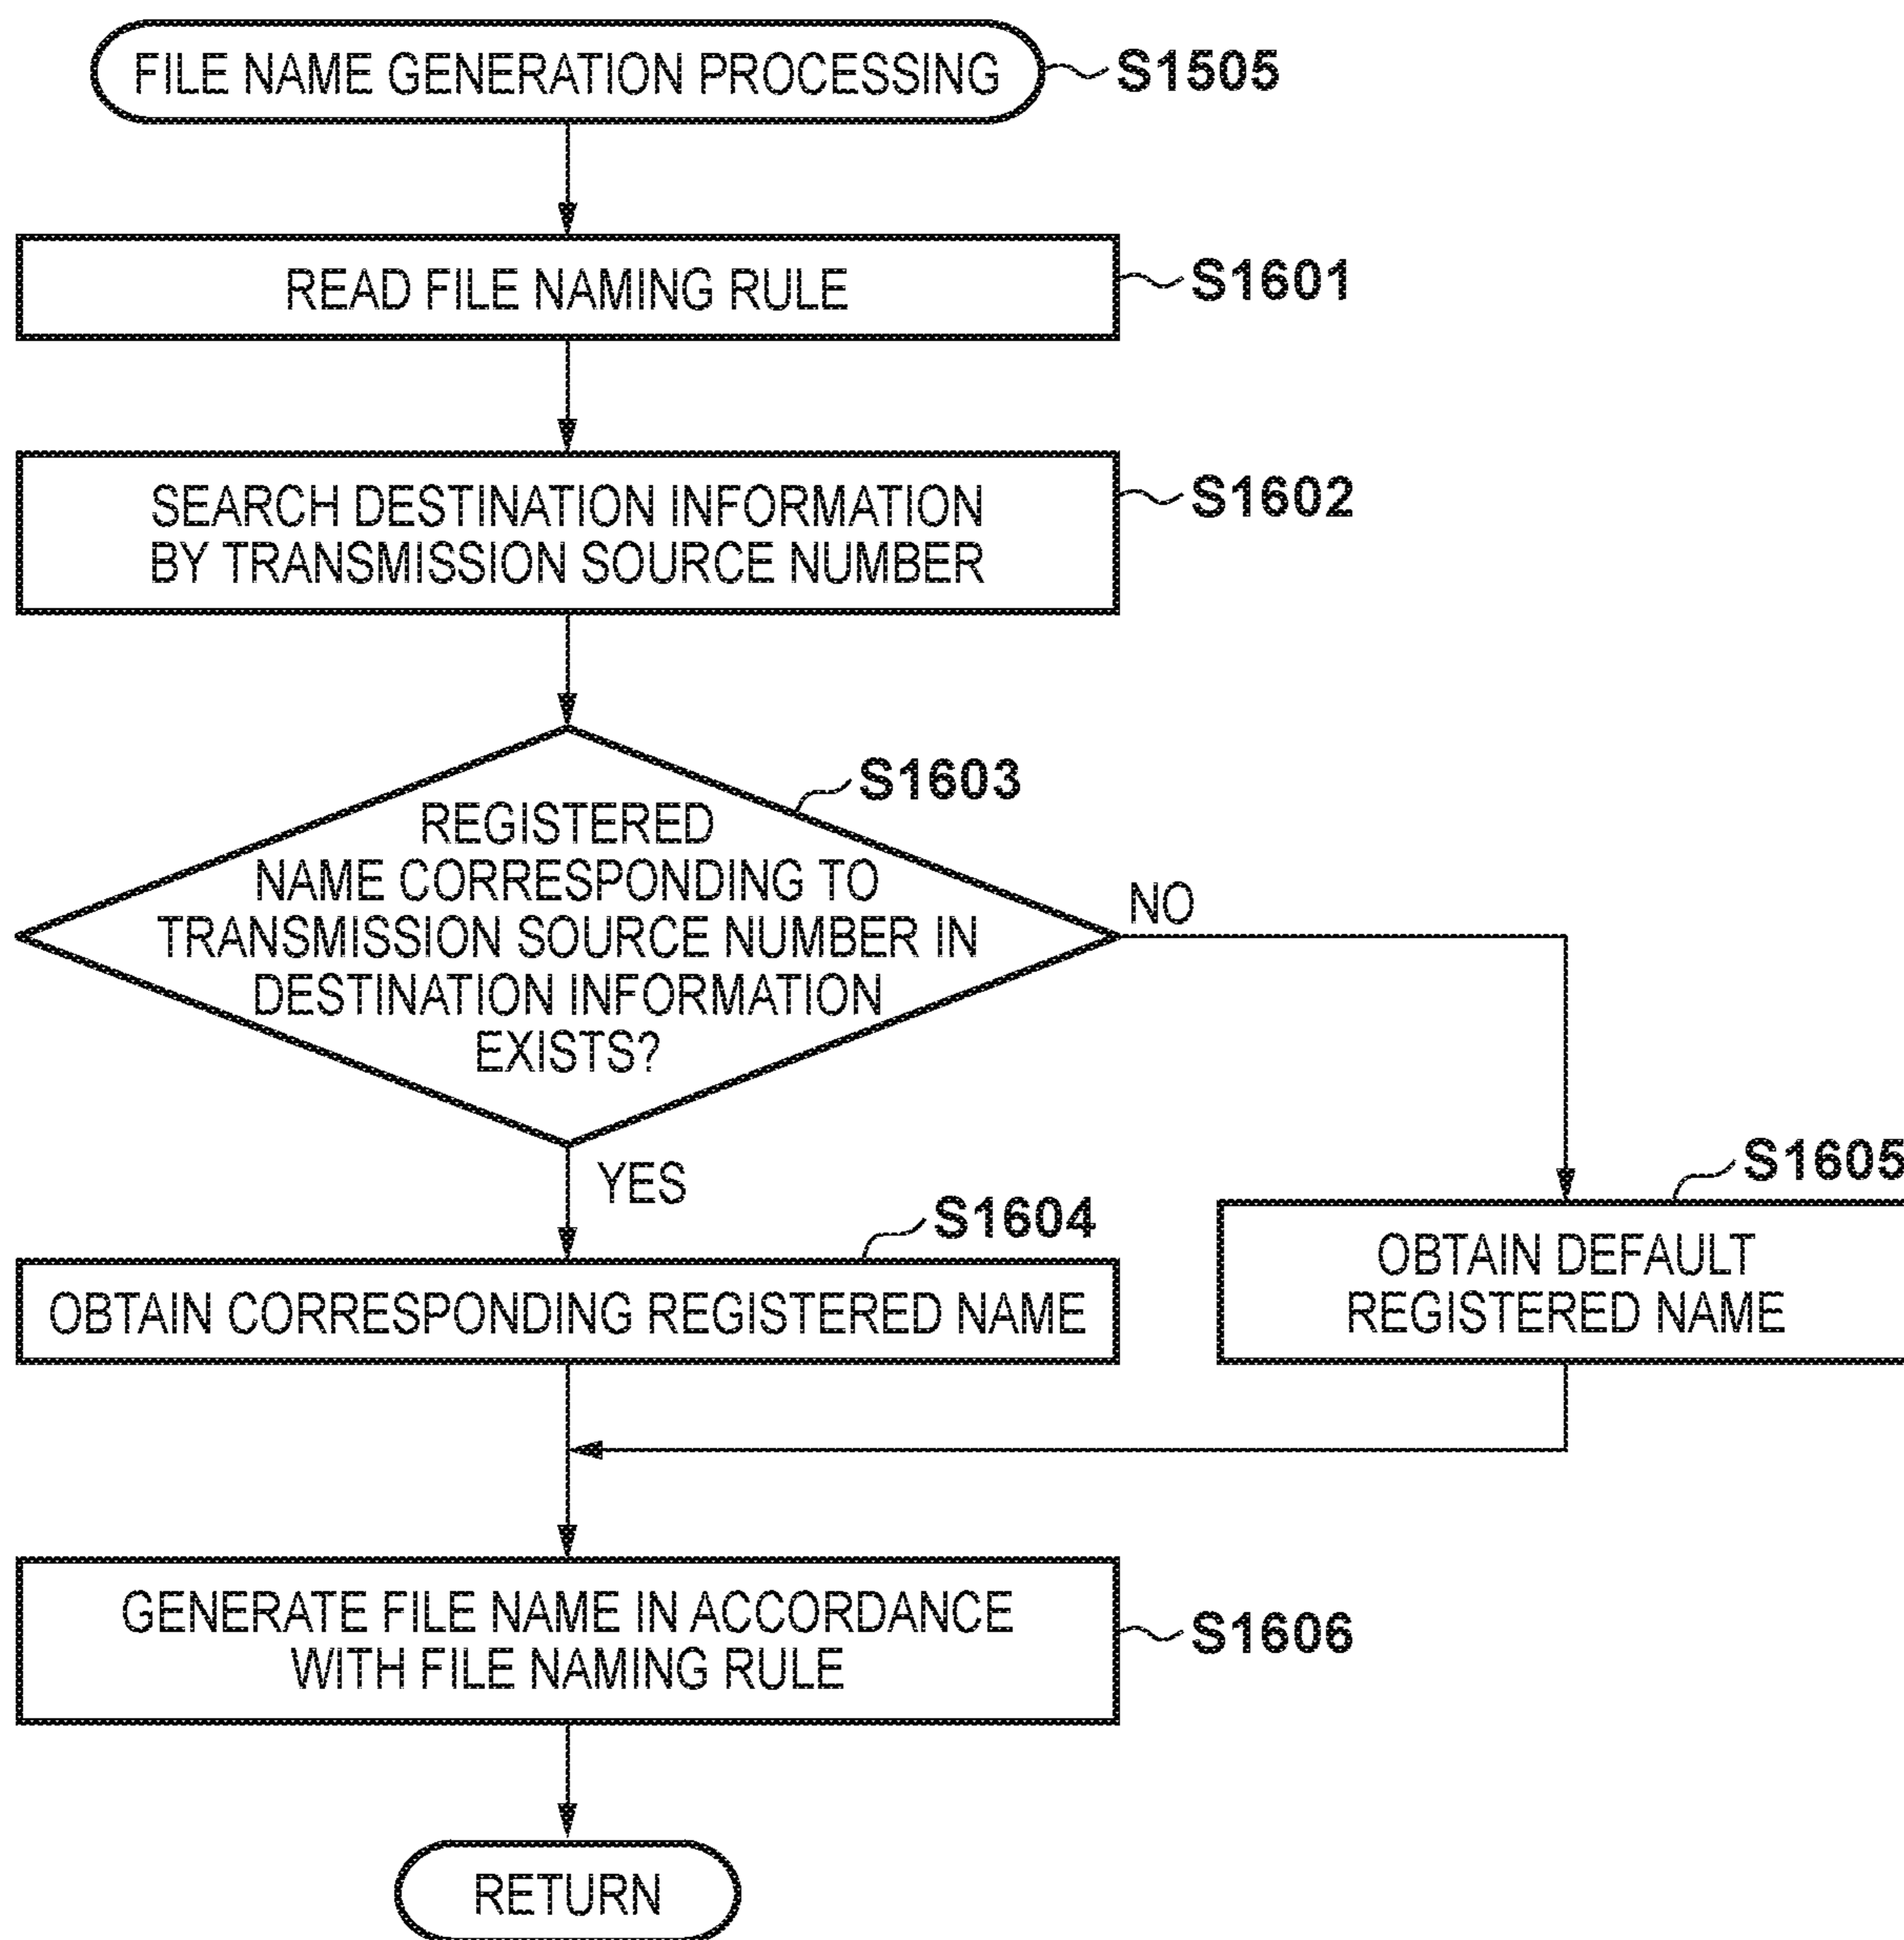 FILE NAME GENERATION PROCESSING
S1505
READ FILE NAMING RULE
S1601
SEARCH DESTINATION INFORMATION
BY TRANSMISSION SOURCE NUMBER
S1602
S1603
REGISTERED
NAME CORRESPONDING TO
TRANSMISSION SOURCE NUMBER IN
DESTINATION INFORMATION
EXISTS?
NO
YES
S1604
OBTAIN CORRESPONDING REGISTERED NAME
S1605
OBTAIN DEFAULT
REGISTERED NAME
GENERATE FILE NAME IN ACCORDANCE
WITH FILE NAMING RULE
S1606
RETURN